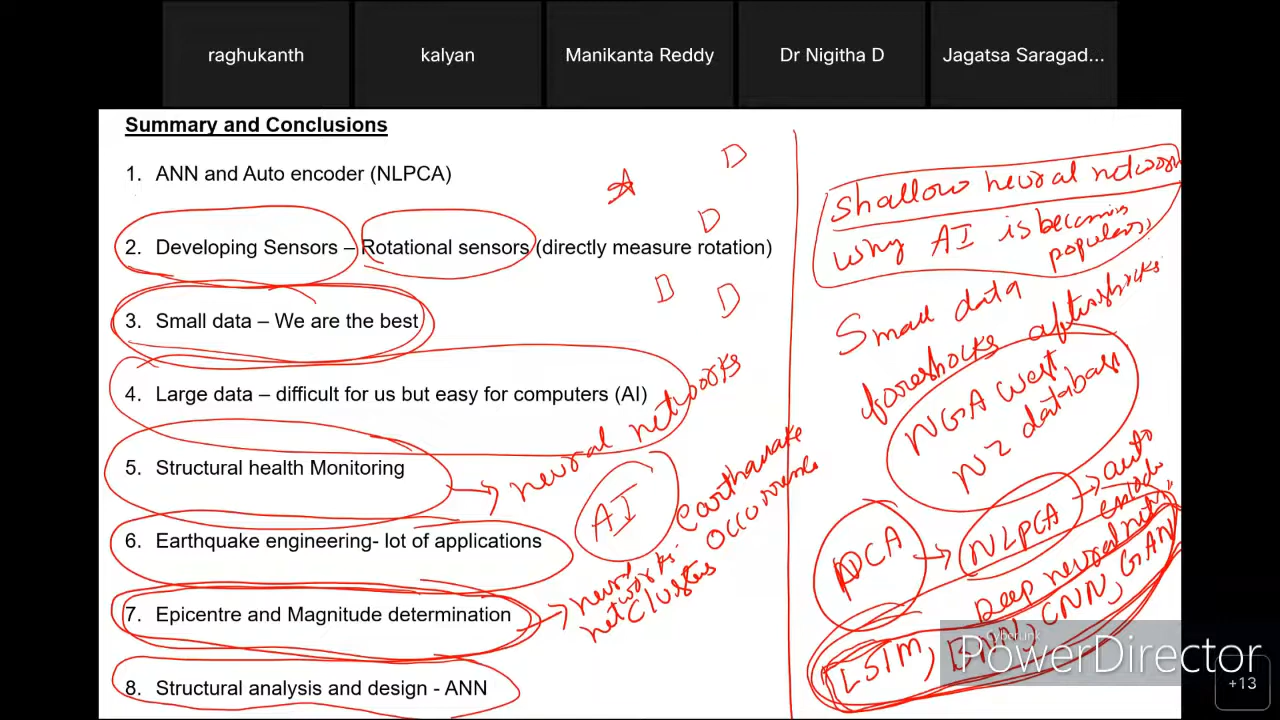 raghukanth
kalyan
Manikanta Reddy
Dr Nigitha D
Jagatsa Saragad...
Summary and Conclusions
1. ANN and Auto encoder (NLPCA)
2. Developing Sensors – Rotational sensors (directly measure rotation)
3. Small data – We are the best
4. Large data – difficult for us but easy for computers (AI)
5. Structural health Monitoring
6. Earthquake engineering- lot of applications
7. Epicentre and Magnitude determination
8. Structural analysis and design - ANN
D
D
D
D
neural networks
AI
earthquake
occurrence
neural
networks.
Clusters
Shallow neural network
why AI is becoming
popular,
Small data
foreshocks aftershocks
NGA West
NZ database
PCA → NLPCA → auto
Deep neural
LSTM, CNN, GAN
CyberLink
PowerDirector
+13